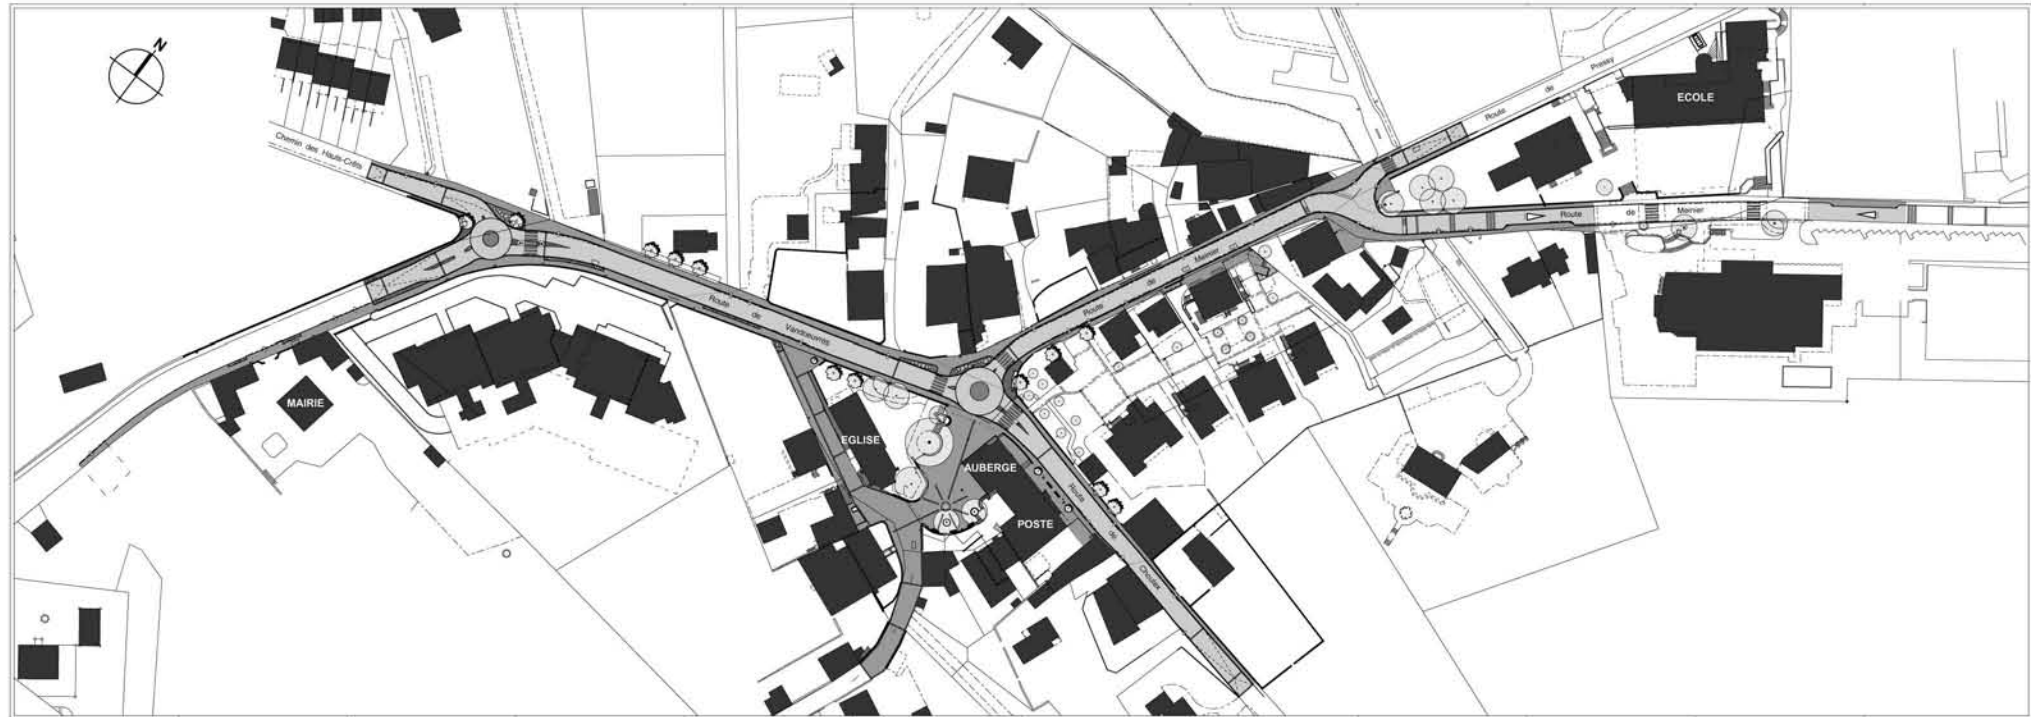 N
Chemin des Hauts-Crêts
Route de Pressy
ECOLE
Route de Meinier
Route de Meinier
Route de Vandœuvres
MAIRIE
EGLISE
AUBERGE
POSTE
Route de Choulex